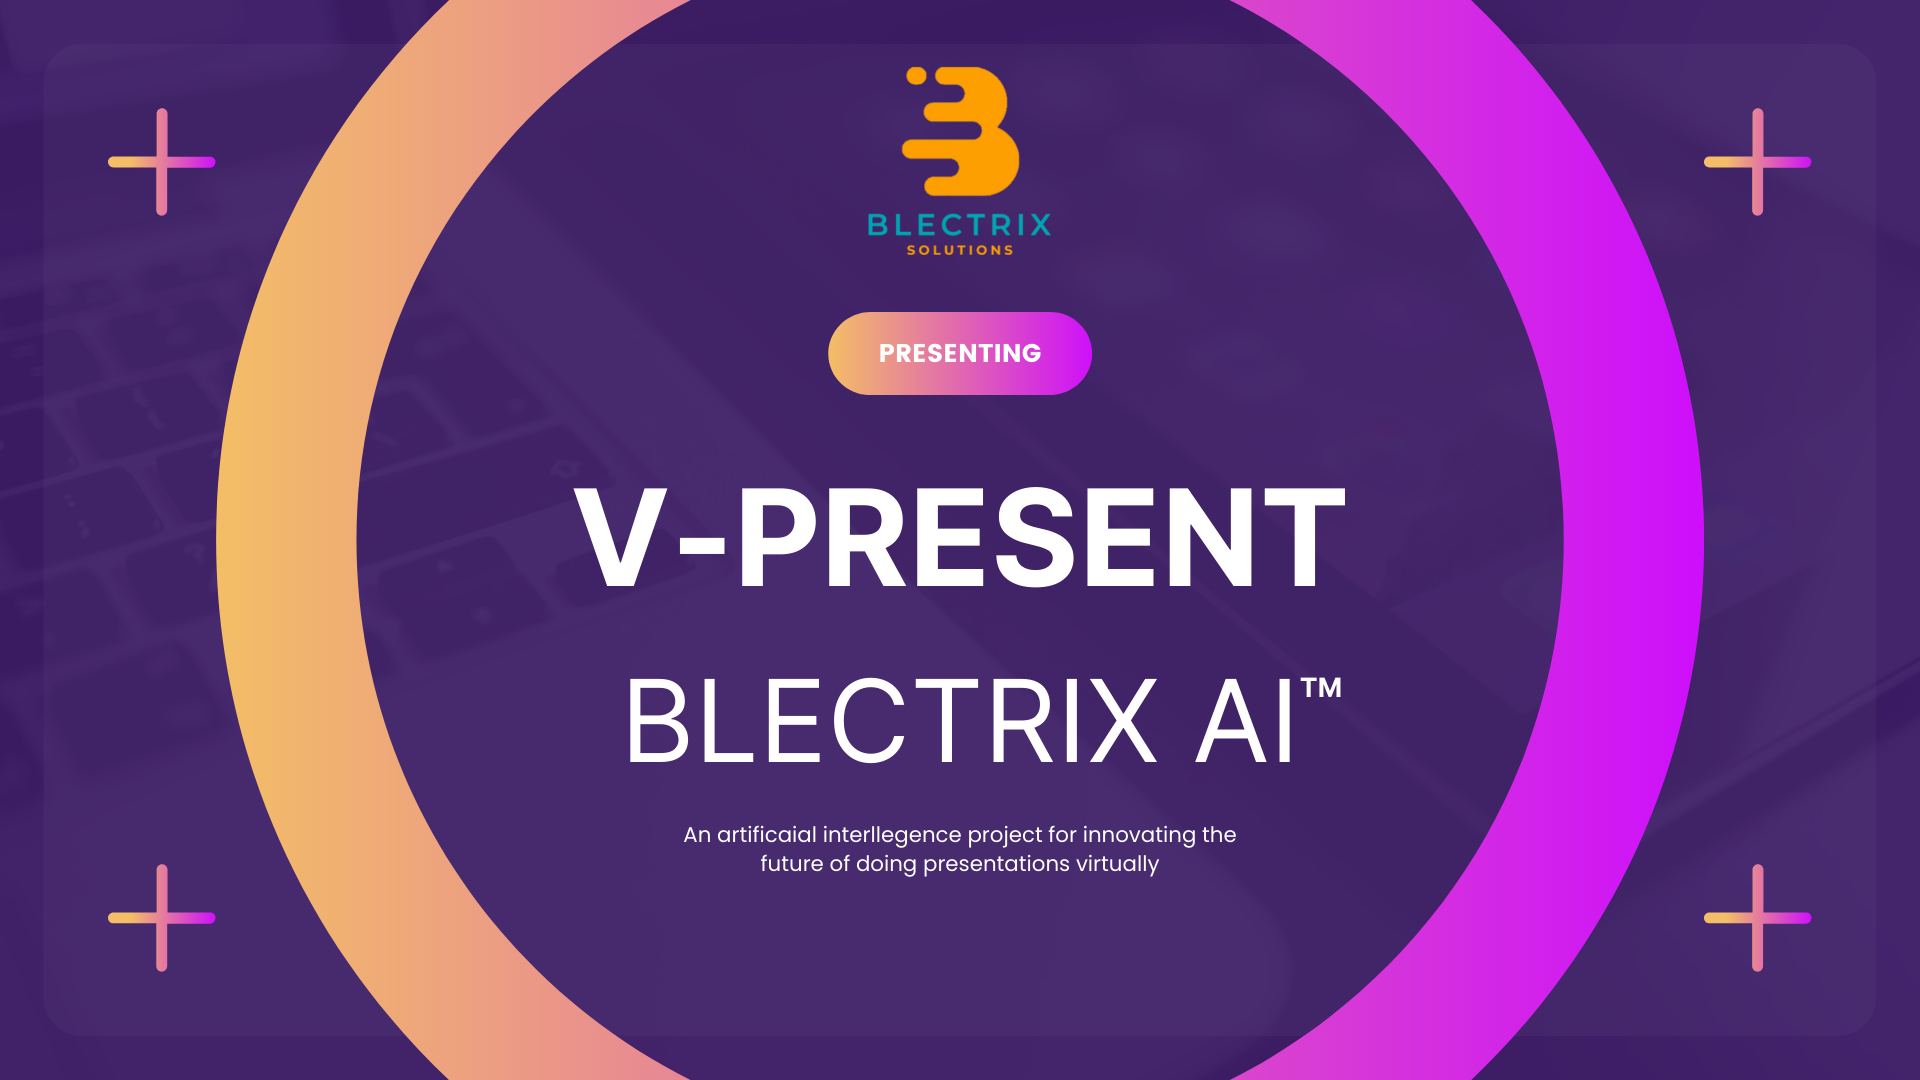 BLECTRIX
SOLUTIONS
PRESENTING
V-PRESENT
BLECTRIX AI™
An artificaial interllegence project for innovating the
future of doing presentations virtually